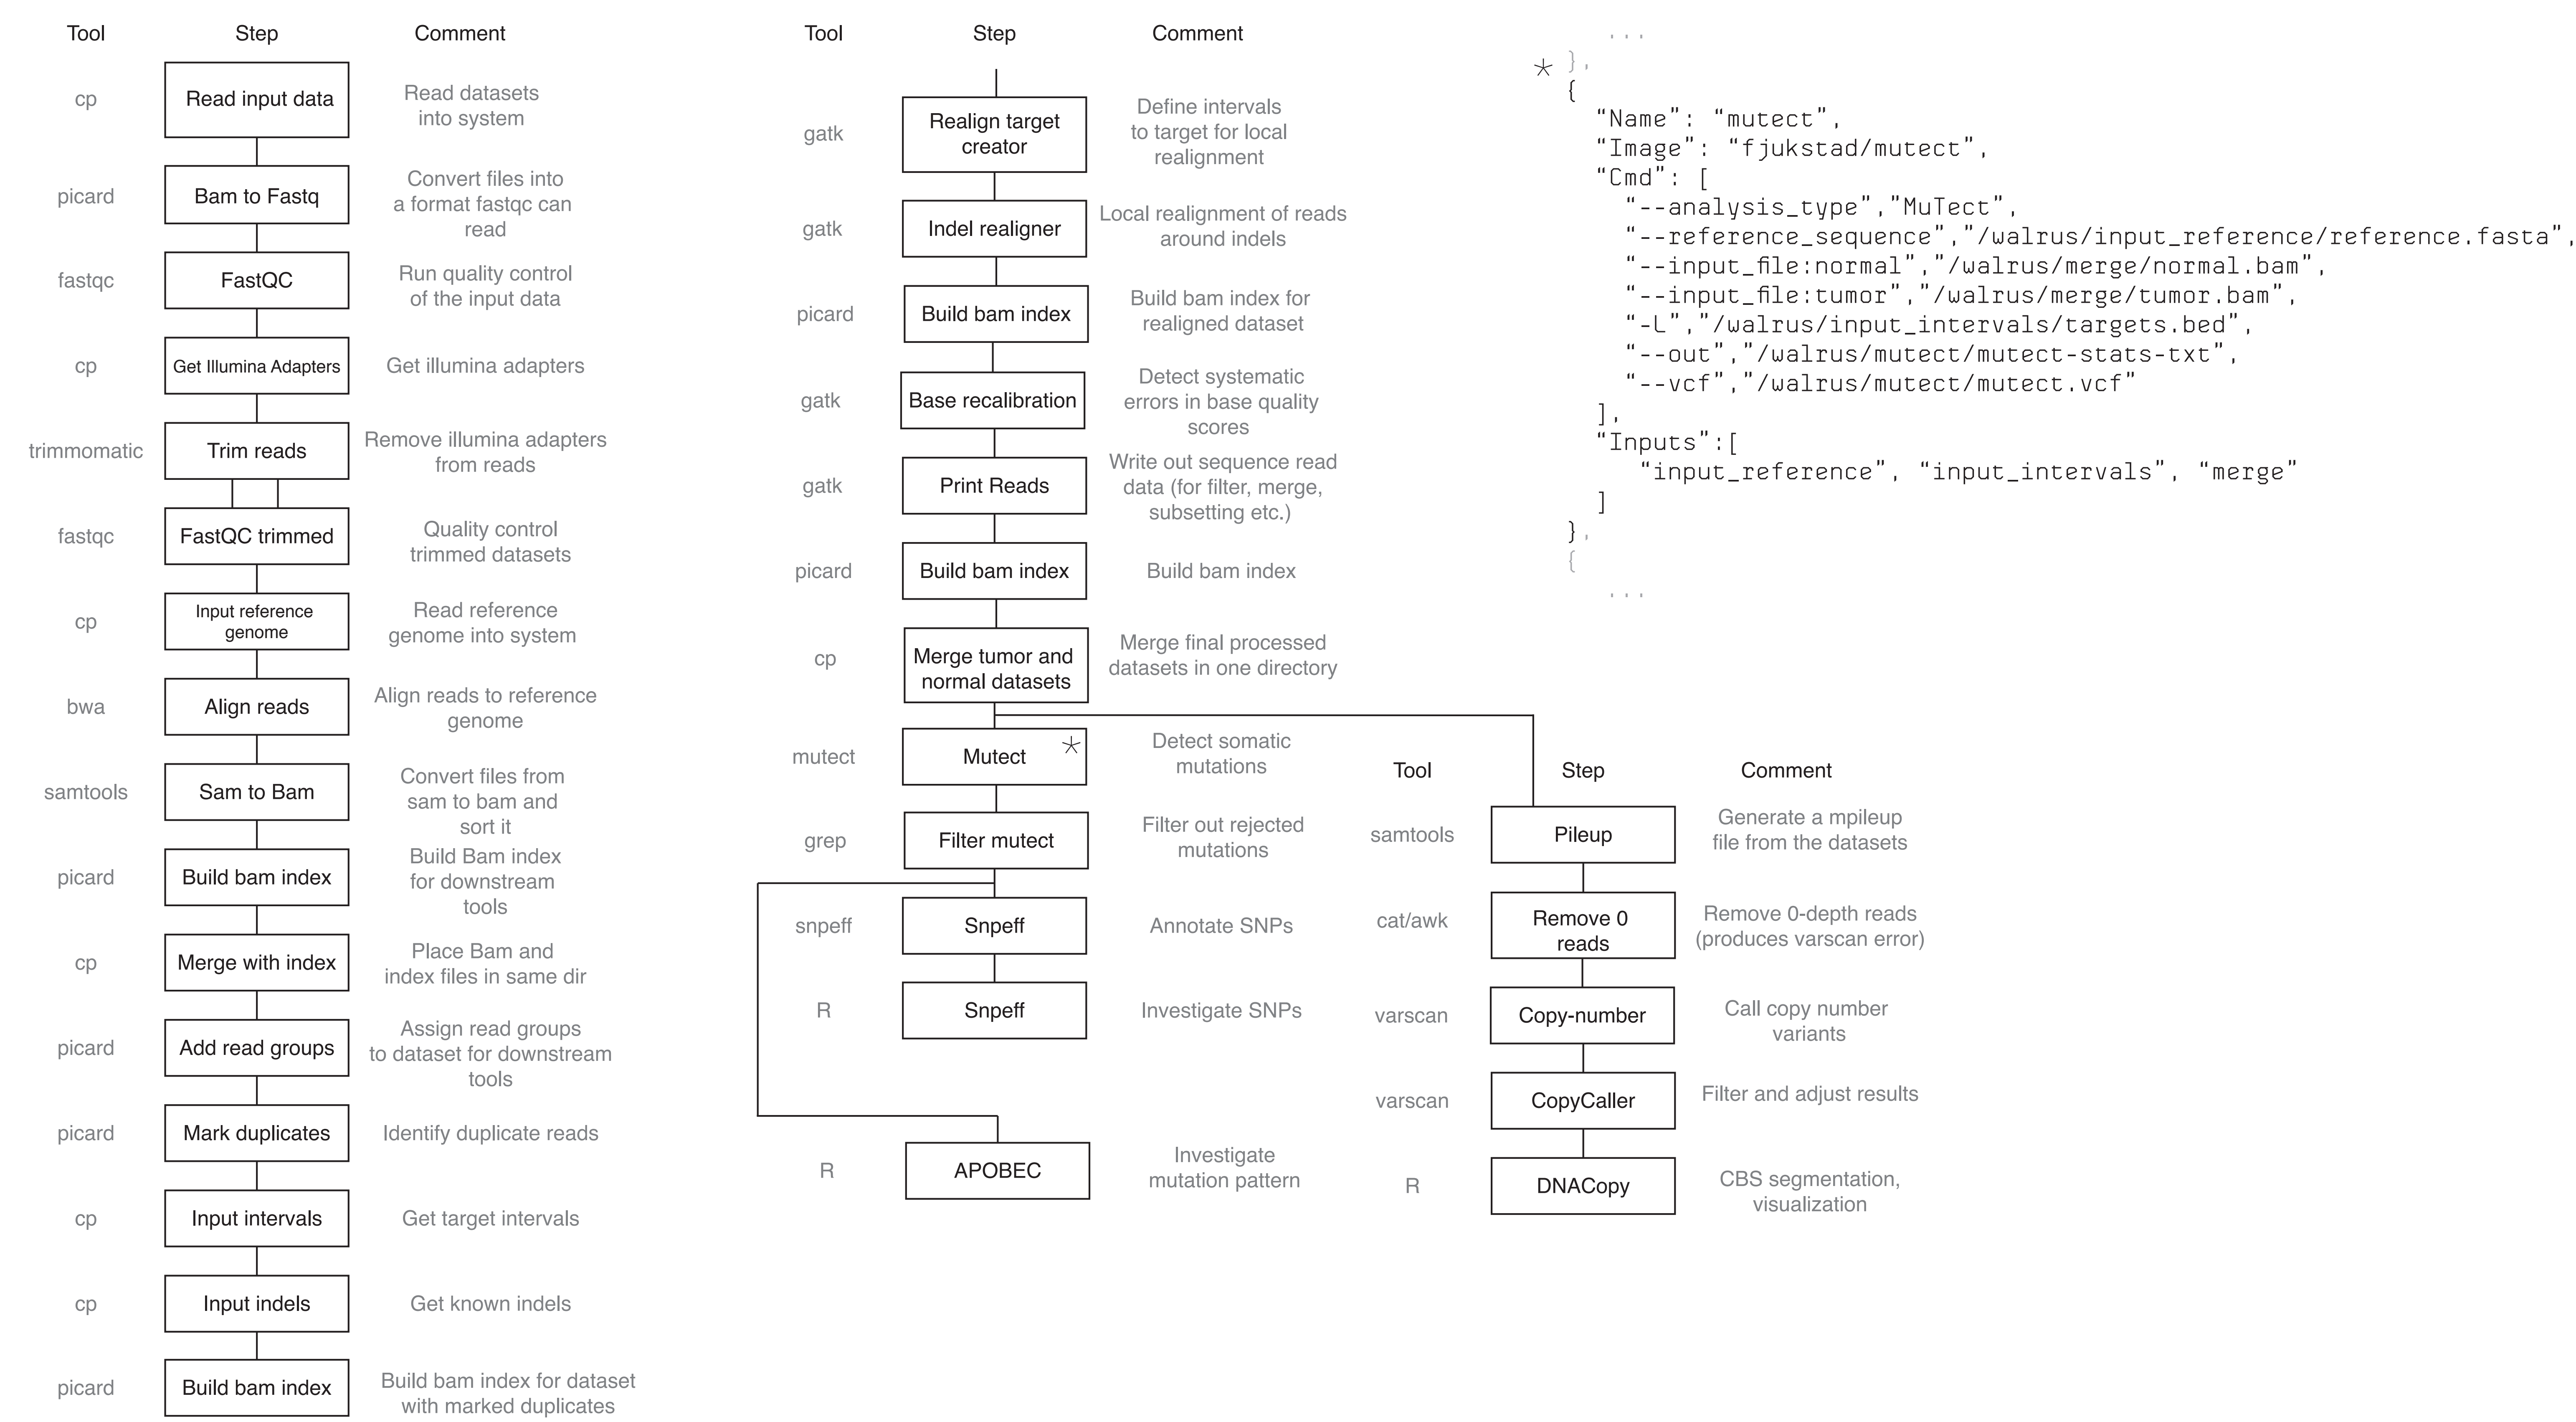 Tool Step Comment
cp Read input data Read datasets
into system
picard Bam to Fastq Convert files into
a format fastqc can
read
fastqc FastQC Run quality control
of the input data
cp Get Illumina Adapters Get illumina adapters
trimmomatic Trim reads Remove illumina adapters
from reads
fastqc FastQC trimmed Quality control
trimmed datasets
cp Input reference
genome
Read reference
genome into system
bwa Align reads Align reads to reference
genome
samtools Sam to Bam Convert files from
sam to bam and
sort it
picard Build bam index Build Bam index
for downstream
tools
cp Merge with index Place Bam and
index files in same dir
picard Add read groups Assign read groups
to dataset for downstream
tools
picard Mark duplicates Identify duplicate reads
cp Input intervals Get target intervals
cp Input indels Get known indels
picard Build bam index Build bam index for dataset
with marked duplicates
Tool Step Comment
gatk Realign target
creator
Define intervals
to target for local
realignment
gatk Indel realigner Local realignment of reads
around indels
picard Build bam index Build bam index for
realigned dataset
gatk Base recalibration Detect systematic
errors in base quality
scores
gatk Print Reads Write out sequence read
data (for filter, merge,
subsetting etc.)
picard Build bam index Build bam index
cp Merge tumor and
normal datasets
Merge final processed
datasets in one directory
mutect Mutect * Detect somatic
mutations
grep Filter mutect Filter out rejected
mutations
snpeff Snpeff Annotate SNPs
R Snpeff Investigate SNPs
R APOBEC Investigate
mutation pattern
Tool Step Comment
samtools Pileup Generate a mpileup
file from the datasets
cat/awk Remove 0
reads
Remove 0-depth reads
(produces varscan error)
varscan Copy-number Call copy number
variants
varscan CopyCaller Filter and adjust results
R DNACopy CBS segmentation,
visualization
...
* },
{
“Name”: “mutect”,
“Image”: “fjukstad/mutect”,
“Cmd”: [
“--analysis_type”,”MuTect”,
“--reference_sequence”,”/walrus/input_reference/reference.fasta”,
“--input_file:normal”,”/walrus/merge/normal.bam”,
“--input_file:tumor”,”/walrus/merge/tumor.bam”,
“-L”,”/walrus/input_intervals/targets.bed”,
“--out”,”/walrus/mutect/mutect-stats-txt”,
“--vcf”,”/walrus/mutect/mutect.vcf”
],
“Inputs”:[
“input_reference”, “input_intervals”, “merge”
]
},
{
...